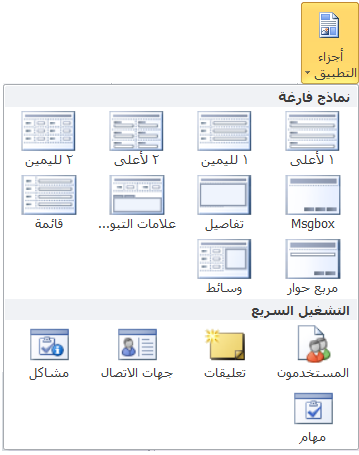 أجزاء
التطبيق
نماذج فارغة
١ لأعلى
١ لليمين
٢ لأعلى
٢ لليمين
Msgbox
تفاصيل
علامات التبو...
قائمة
مربع حوار
وسائط
التشغيل السريع
المستخدمون
تعليقات
جهات الاتصال
مشاكل
مهام